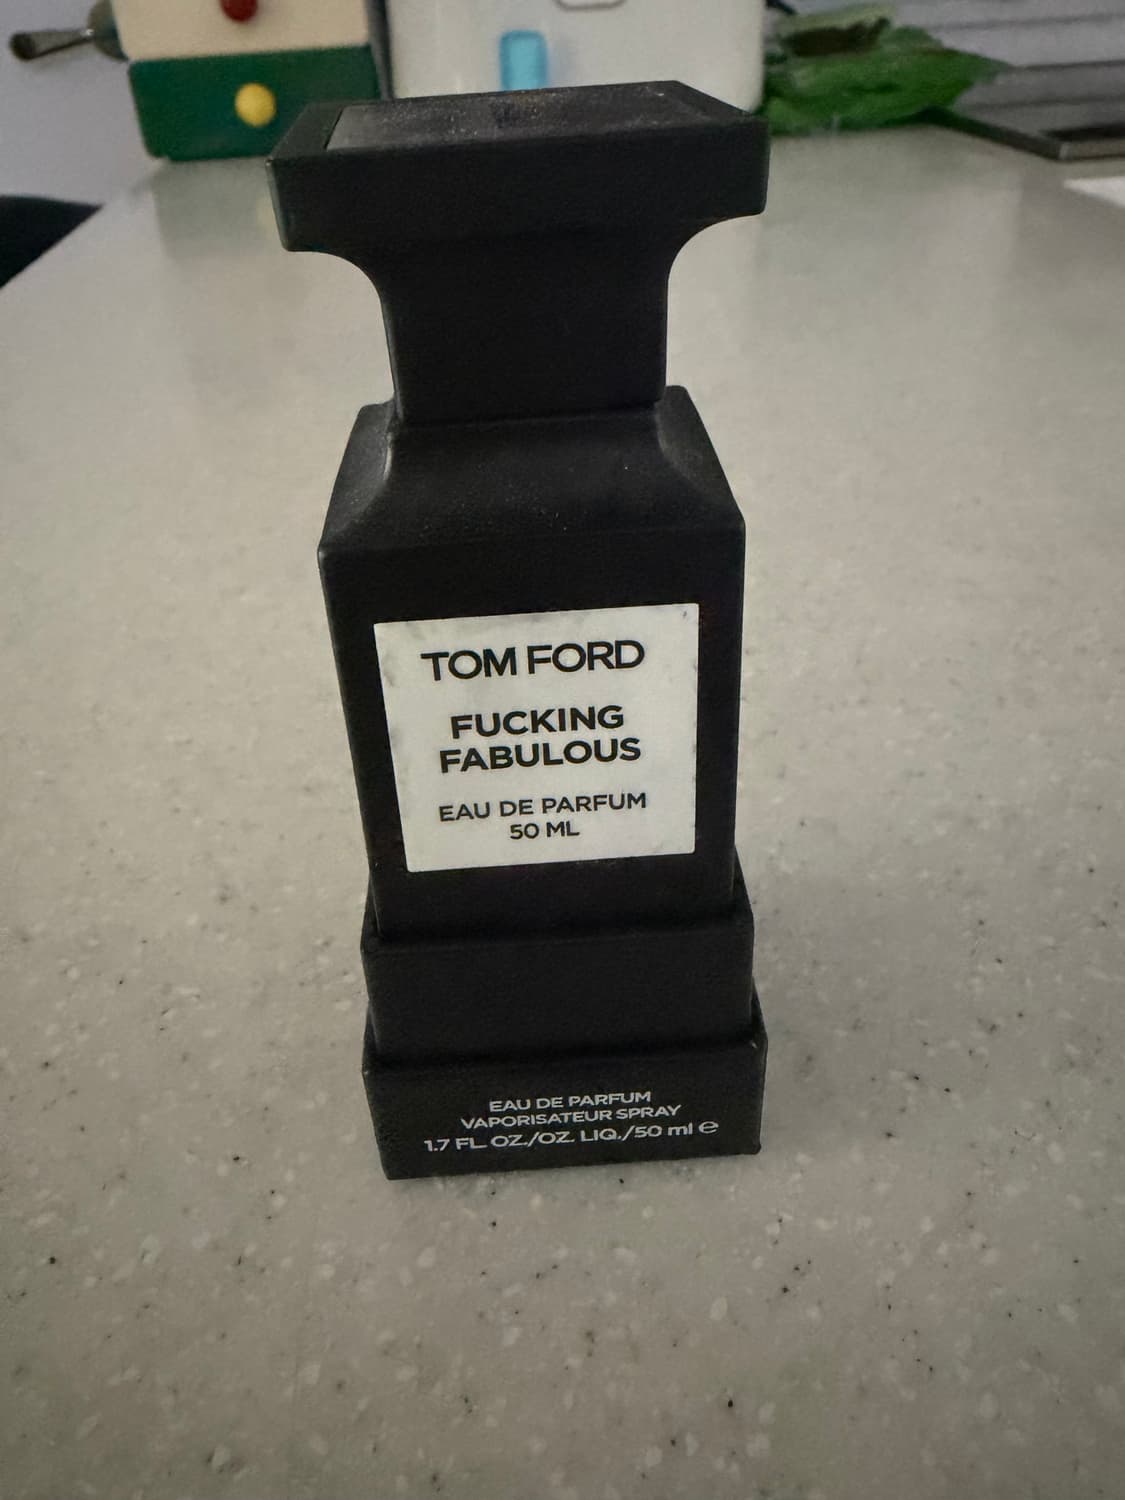 TOM FORD
FUCKING
FABULOUS
EAU DE PARFUM
50 ML
EAU DE PARFUM
VAPORISATEUR SPRAY
1.7 FL. OZ./OZ. LIQ./50 ml ℮